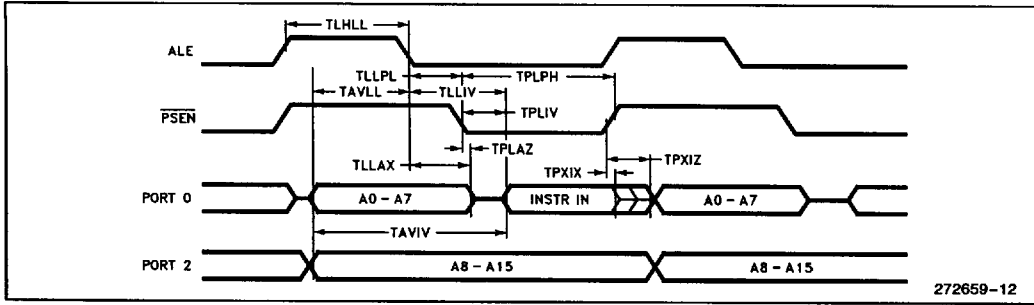 TLHLL
ALE
TLLPL
TPLPH
TAVLL
TLLIV
PSEN
TPLIV
TPLAZ
TLLAX
TPXIZ
TPXIX
PORT 0
A0-A7
INSTR IN
A0-A7
TAVIV
PORT 2
A8-A15
A8-A15
272659-12